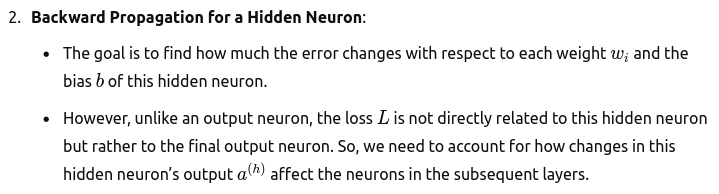 2. Backward Propagation for a Hidden Neuron:
• The goal is to find how much the error changes with respect to each weight wᵢ and the
bias b of this hidden neuron.
• However, unlike an output neuron, the loss L is not directly related to this hidden neuron
but rather to the final output neuron. So, we need to account for how changes in this
hidden neuron’s output a⁽ʰ⁾ affect the neurons in the subsequent layers.